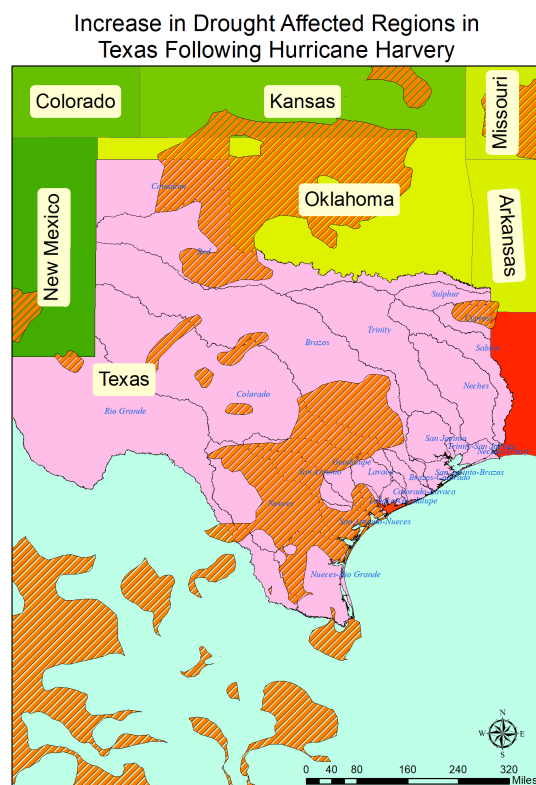 Increase in Drought Affected Regions in
Texas Following Hurricane Harvery
Colorado
Kansas
Missouri
New Mexico
Oklahoma
Arkansas
Canadian
Red
Sulphur
Cypress
Trinity
Brazos
Sabine
Neches
Texas
Colorado
Rio Grande
San Jacinto
Trinity-San Jacinto
Neches-Trinity
Guadalupe
San Antonio
Lavaca
San Jacinto-Brazos
Brazos-Colorado
Colorado-Lavaca
Nueces
Lavaca-Guadalupe
San Antonio-Nueces
Nueces-Rio Grande
N
W
E
S
0 40 80 160 240 320
Miles